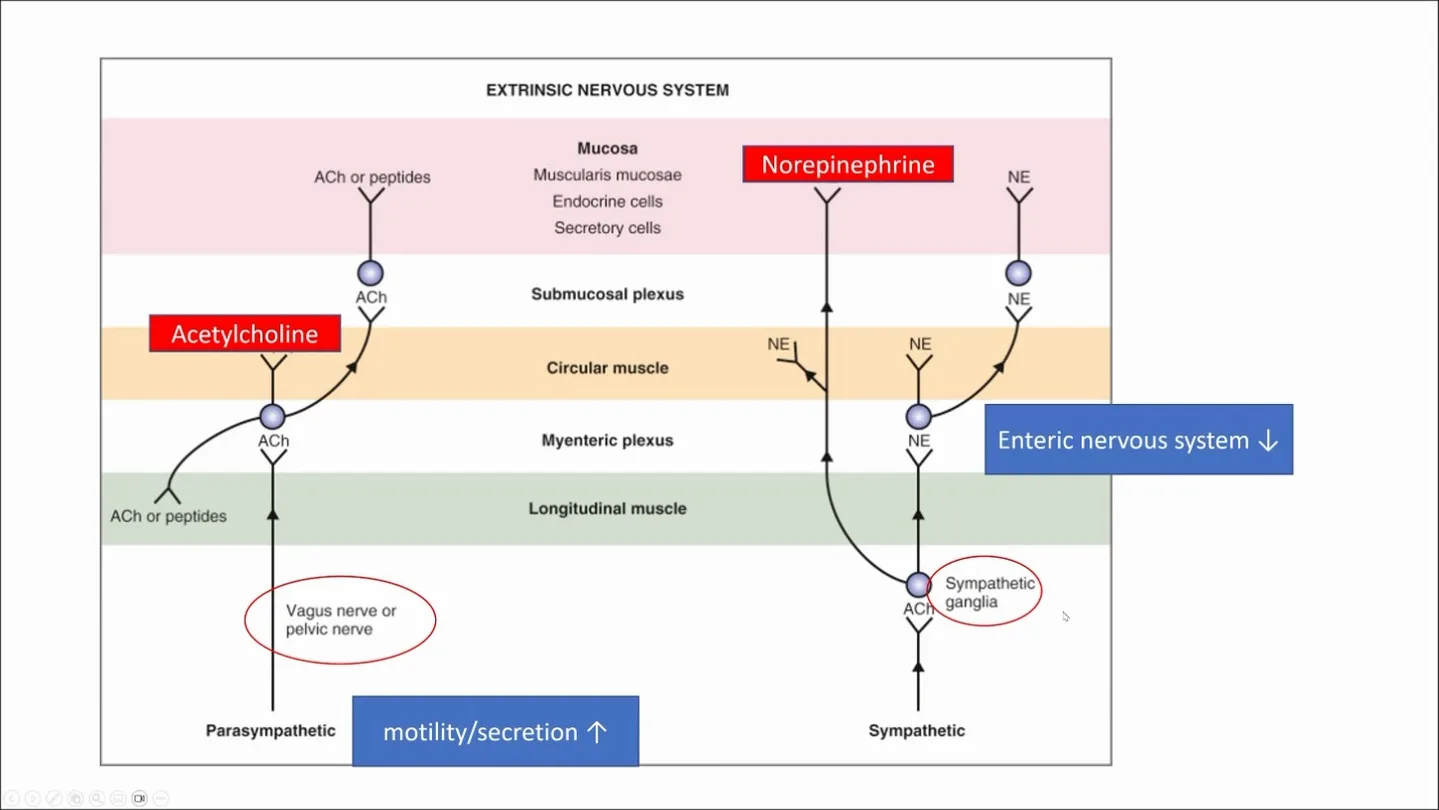 EXTRINSIC NERVOUS SYSTEM
Mucosa
Muscularis mucosae
Endocrine cells
Secretory cells
ACh or peptides
Norepinephrine
NE
Submucosal plexus
ACh
NE
Acetylcholine
Circular muscle
NE
NE
Myenteric plexus
ACh
NE
Enteric nervous system ↓
Longitudinal muscle
ACh or peptides
Vagus nerve or
pelvic nerve
Sympathetic
ganglia
ACh
Parasympathetic
motility/secretion ↑
Sympathetic